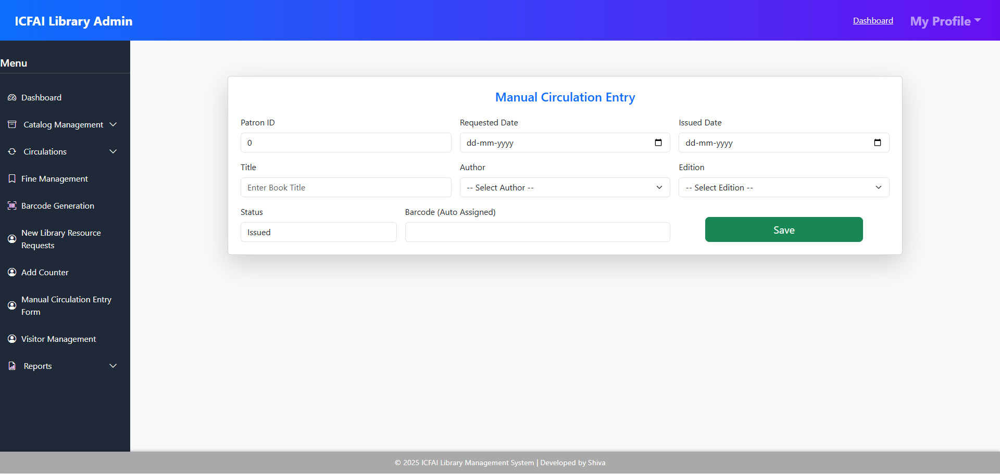 ICFAI Library Admin
Dashboard
My Profile
Menu
Dashboard
Catalog Management
Circulations
Fine Management
Barcode Generation
New Library Resource
Requests
Add Counter
Manual Circulation Entry
Form
Visitor Management
Reports
Manual Circulation Entry
Patron ID
Requested Date
Issued Date
0
dd-mm-yyyy
dd-mm-yyyy
Title
Author
Edition
Enter Book Title
-- Select Author --
-- Select Edition --
Status
Barcode (Auto Assigned)
Issued
Save
© 2025 ICFAI Library Management System | Developed by Shiva